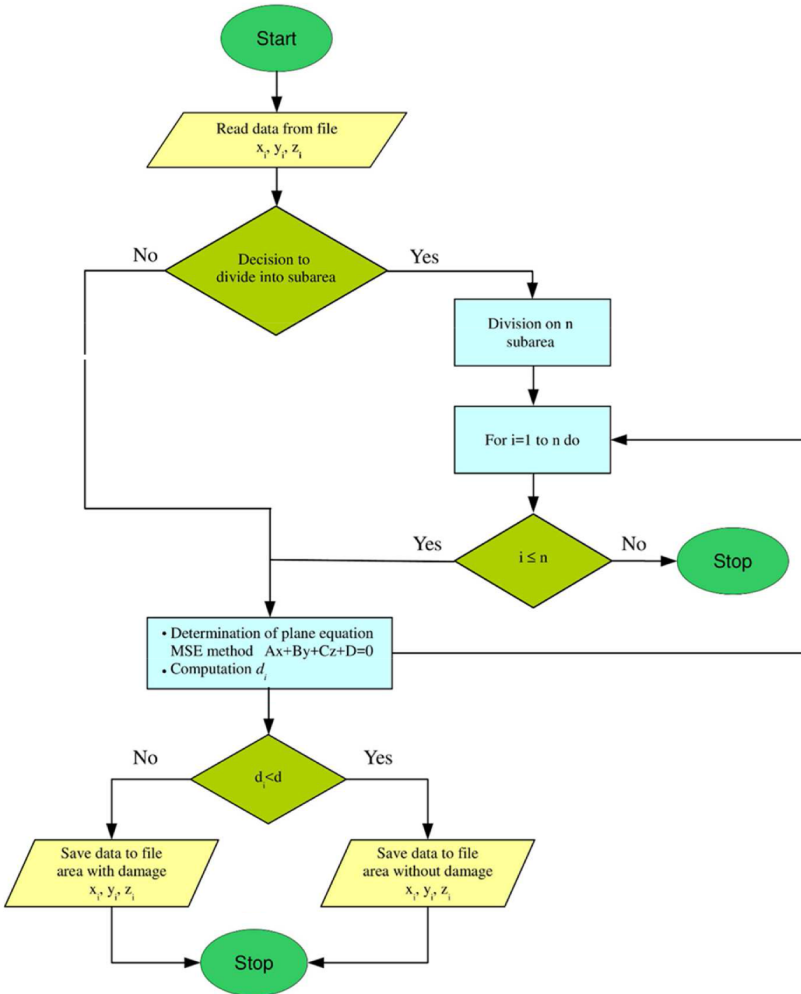 Start
Read data from file
xᵢ, yᵢ, zᵢ
Decision to
divide into subarea
No
Yes
Division on n
subarea
For i=1 to n do
Yes
i ≤ n
No
Stop
• Determination of plane equation
MSE method Ax+By+Cz+D=0
• Computation dᵢ
No
dᵢ<d
Yes
Save data to file
area with damage
xᵢ, yᵢ, zᵢ
Save data to file
area without damage
xᵢ, yᵢ, zᵢ
Stop